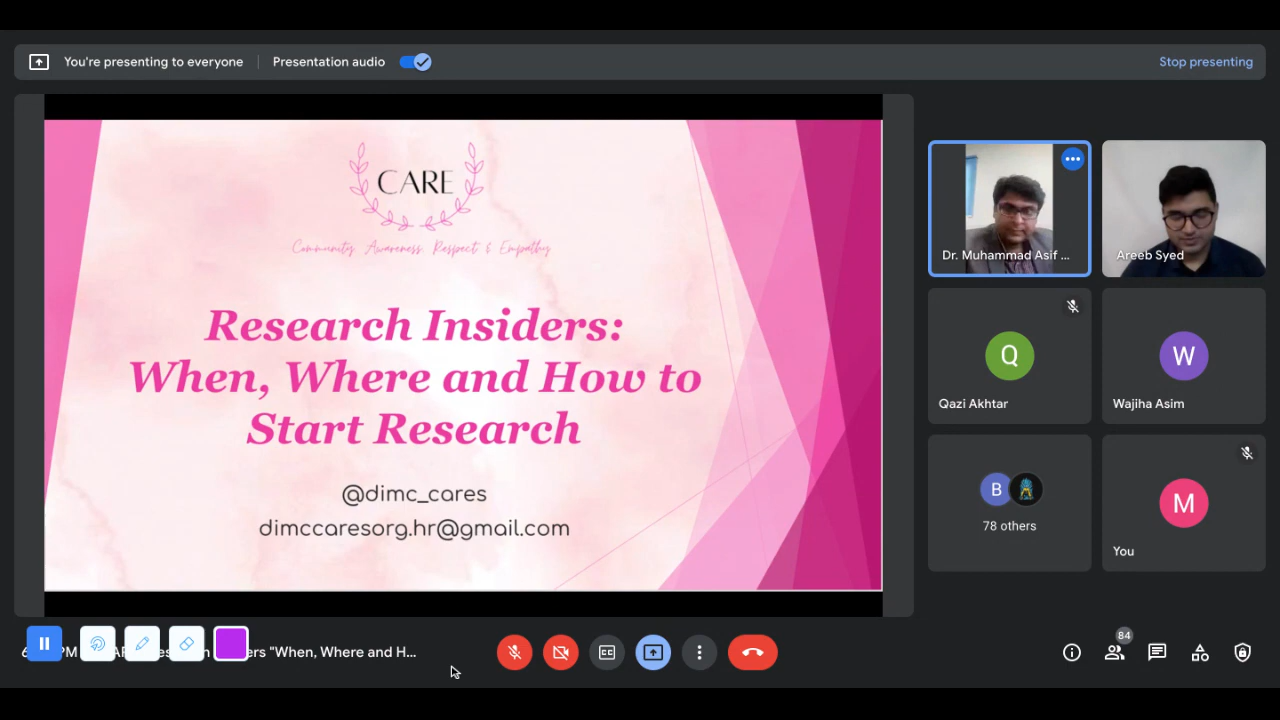 You're presenting to everyone
Presentation audio
Stop presenting
CARE
Community Awareness Respect & Empathy
Research Insiders:
When, Where and How to
Start Research
@dimc_cares
dimccaresorg.hr@gmail.com
Dr. Muhammad Asif ...
Areeb Syed
Q
Qazi Akhtar
W
Wajiha Asim
B
78 others
M
You
PM
"When, Where and H...
CC
84